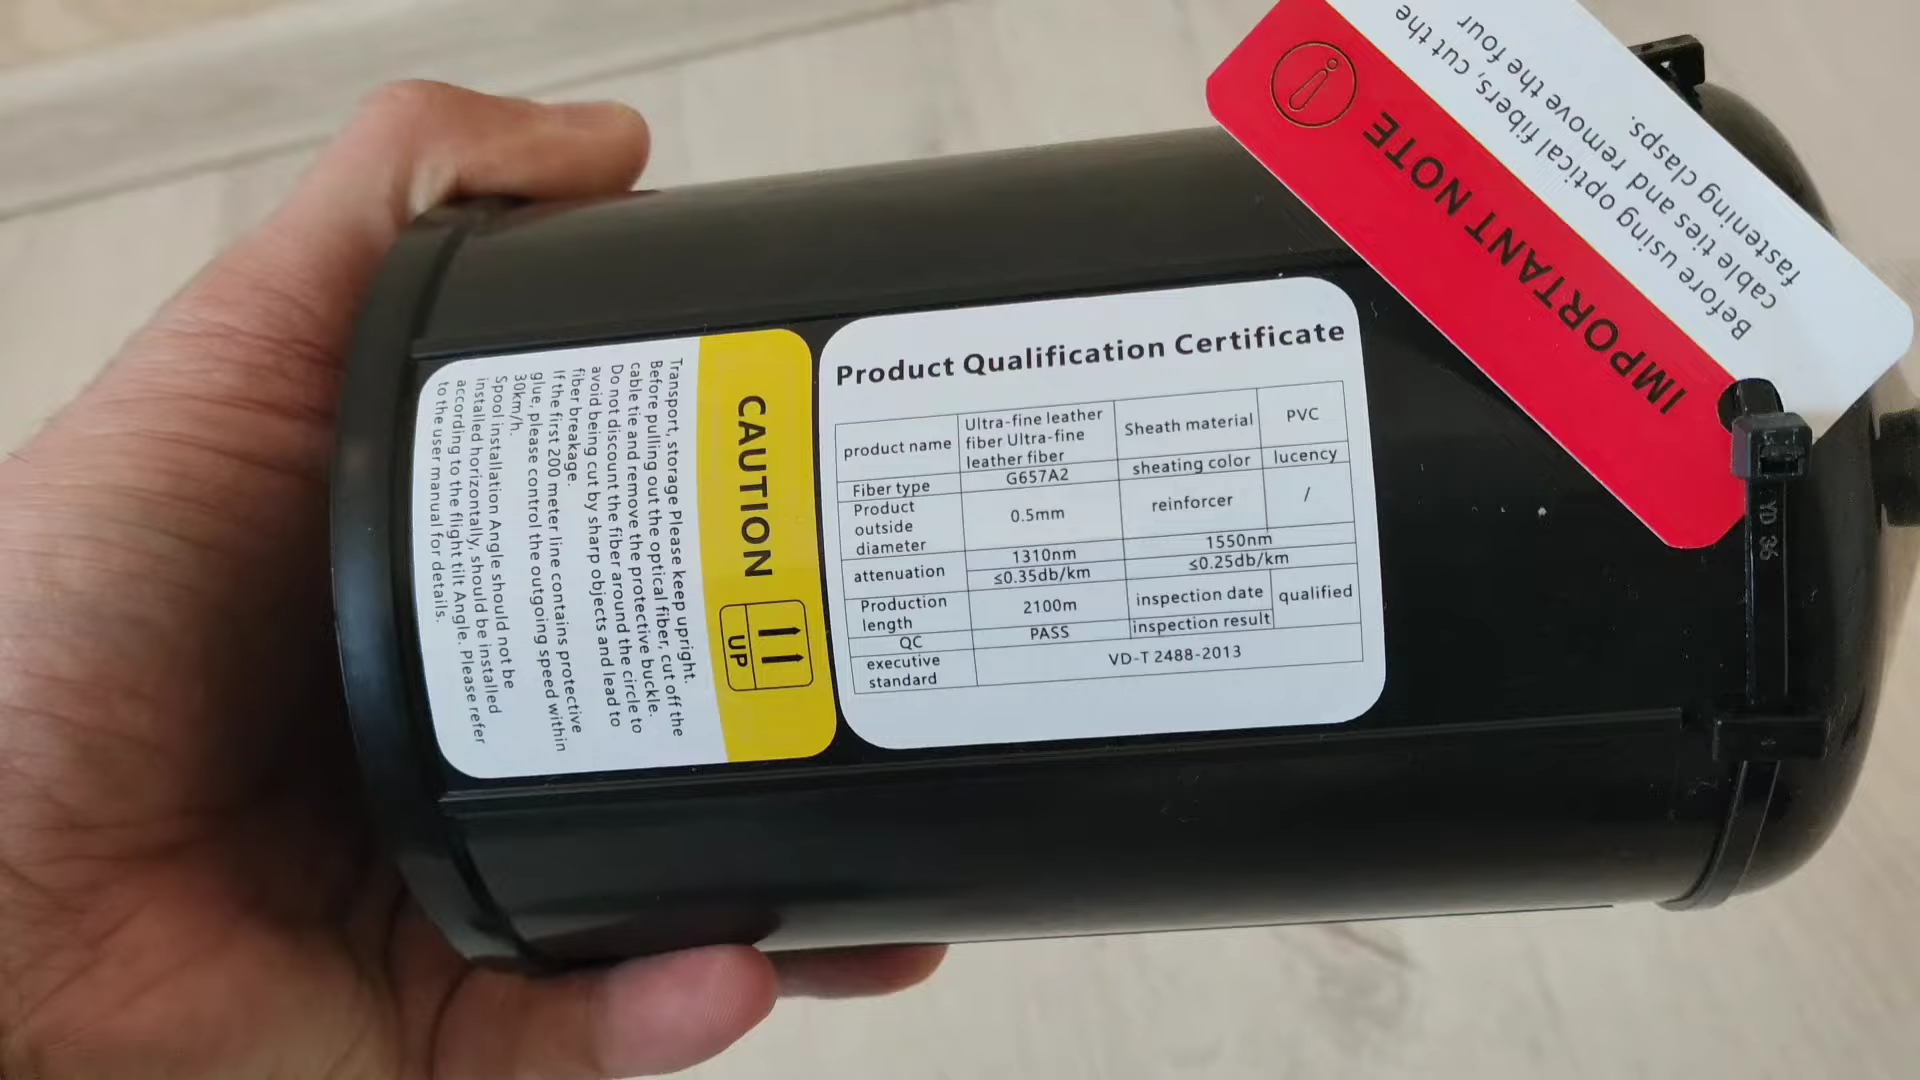 IMPORTANT NOTE
Before using optical fibers, cut the
cable ties and remove the four
fastening clasps.
Product Qualification Certificate
product name Ultra-fine leather fiber Ultra-fine leather fiber Sheath material PVC
Fiber type G657A2 sheating color lucency
Product outside diameter 0.5mm reinforcer /
attenuation 1310nm 1550nm
≤0.35db/km ≤0.25db/km
Production length 2100m inspection date qualified
QC PASS inspection result
executive standard VD-T 2488-2013
CAUTION
UP
Transport, storage Please keep upright.
Before pulling out the optical fiber, cut off the
cable tie and remove the protective buckle.
Do not discount the fiber around the circle to
avoid being cut by sharp objects and lead to
fiber breakage.
If the first 200 meter line contains protective
glue, please control the outgoing speed within
30km/h.
Spool installation Angle should not be
installed horizontally, should be installed
according to the flight tilt Angle. Please refer
to the user manual for details.
YD 36